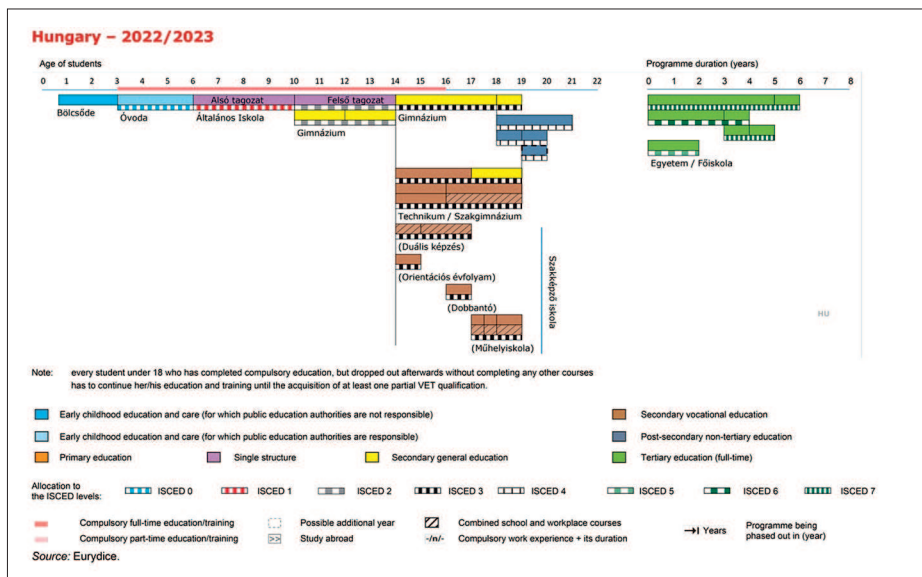 Hungary – 2022/2023
Age of students
Programme duration (years)
0 1 2 3 4 5 6 7 8 9 10 11 12 13 14 15 16 17 18 19 20 21 22
0 1 2 3 4 5 6 7 8
Alsó tagozat
Felső tagozat
Bölcsőde
Óvoda
Általános Iskola
Gimnázium
Gimnázium
Egyetem / Főiskola
Technikum / Szakgimnázium
(Duális képzés)
(Orientációs évfolyam)
(Dobbantó)
(Műhelyiskola)
Szakképző iskola
HU
Note: every student under 18 who has completed compulsory education, but dropped out afterwards without completing any other courses
has to continue her/his education and training until the acquisition of at least one partial VET qualification.
Early childhood education and care (for which public education authorities are not responsible)
Secondary vocational education
Early childhood education and care (for which public education authorities are responsible)
Post-secondary non-tertiary education
Primary education
Single structure
Secondary general education
Tertiary education (full-time)
Allocation to
the ISCED levels:
ISCED 0 ISCED 1 ISCED 2 ISCED 3 ISCED 4 ISCED 5 ISCED 6 ISCED 7
Compulsory full-time education/training
Possible additional year
Combined school and workplace courses
Years
Programme being
phased out in (year)
Compulsory part-time education/training
>> Study abroad
-/n/- Compulsory work experience + its duration
Source: Eurydice.